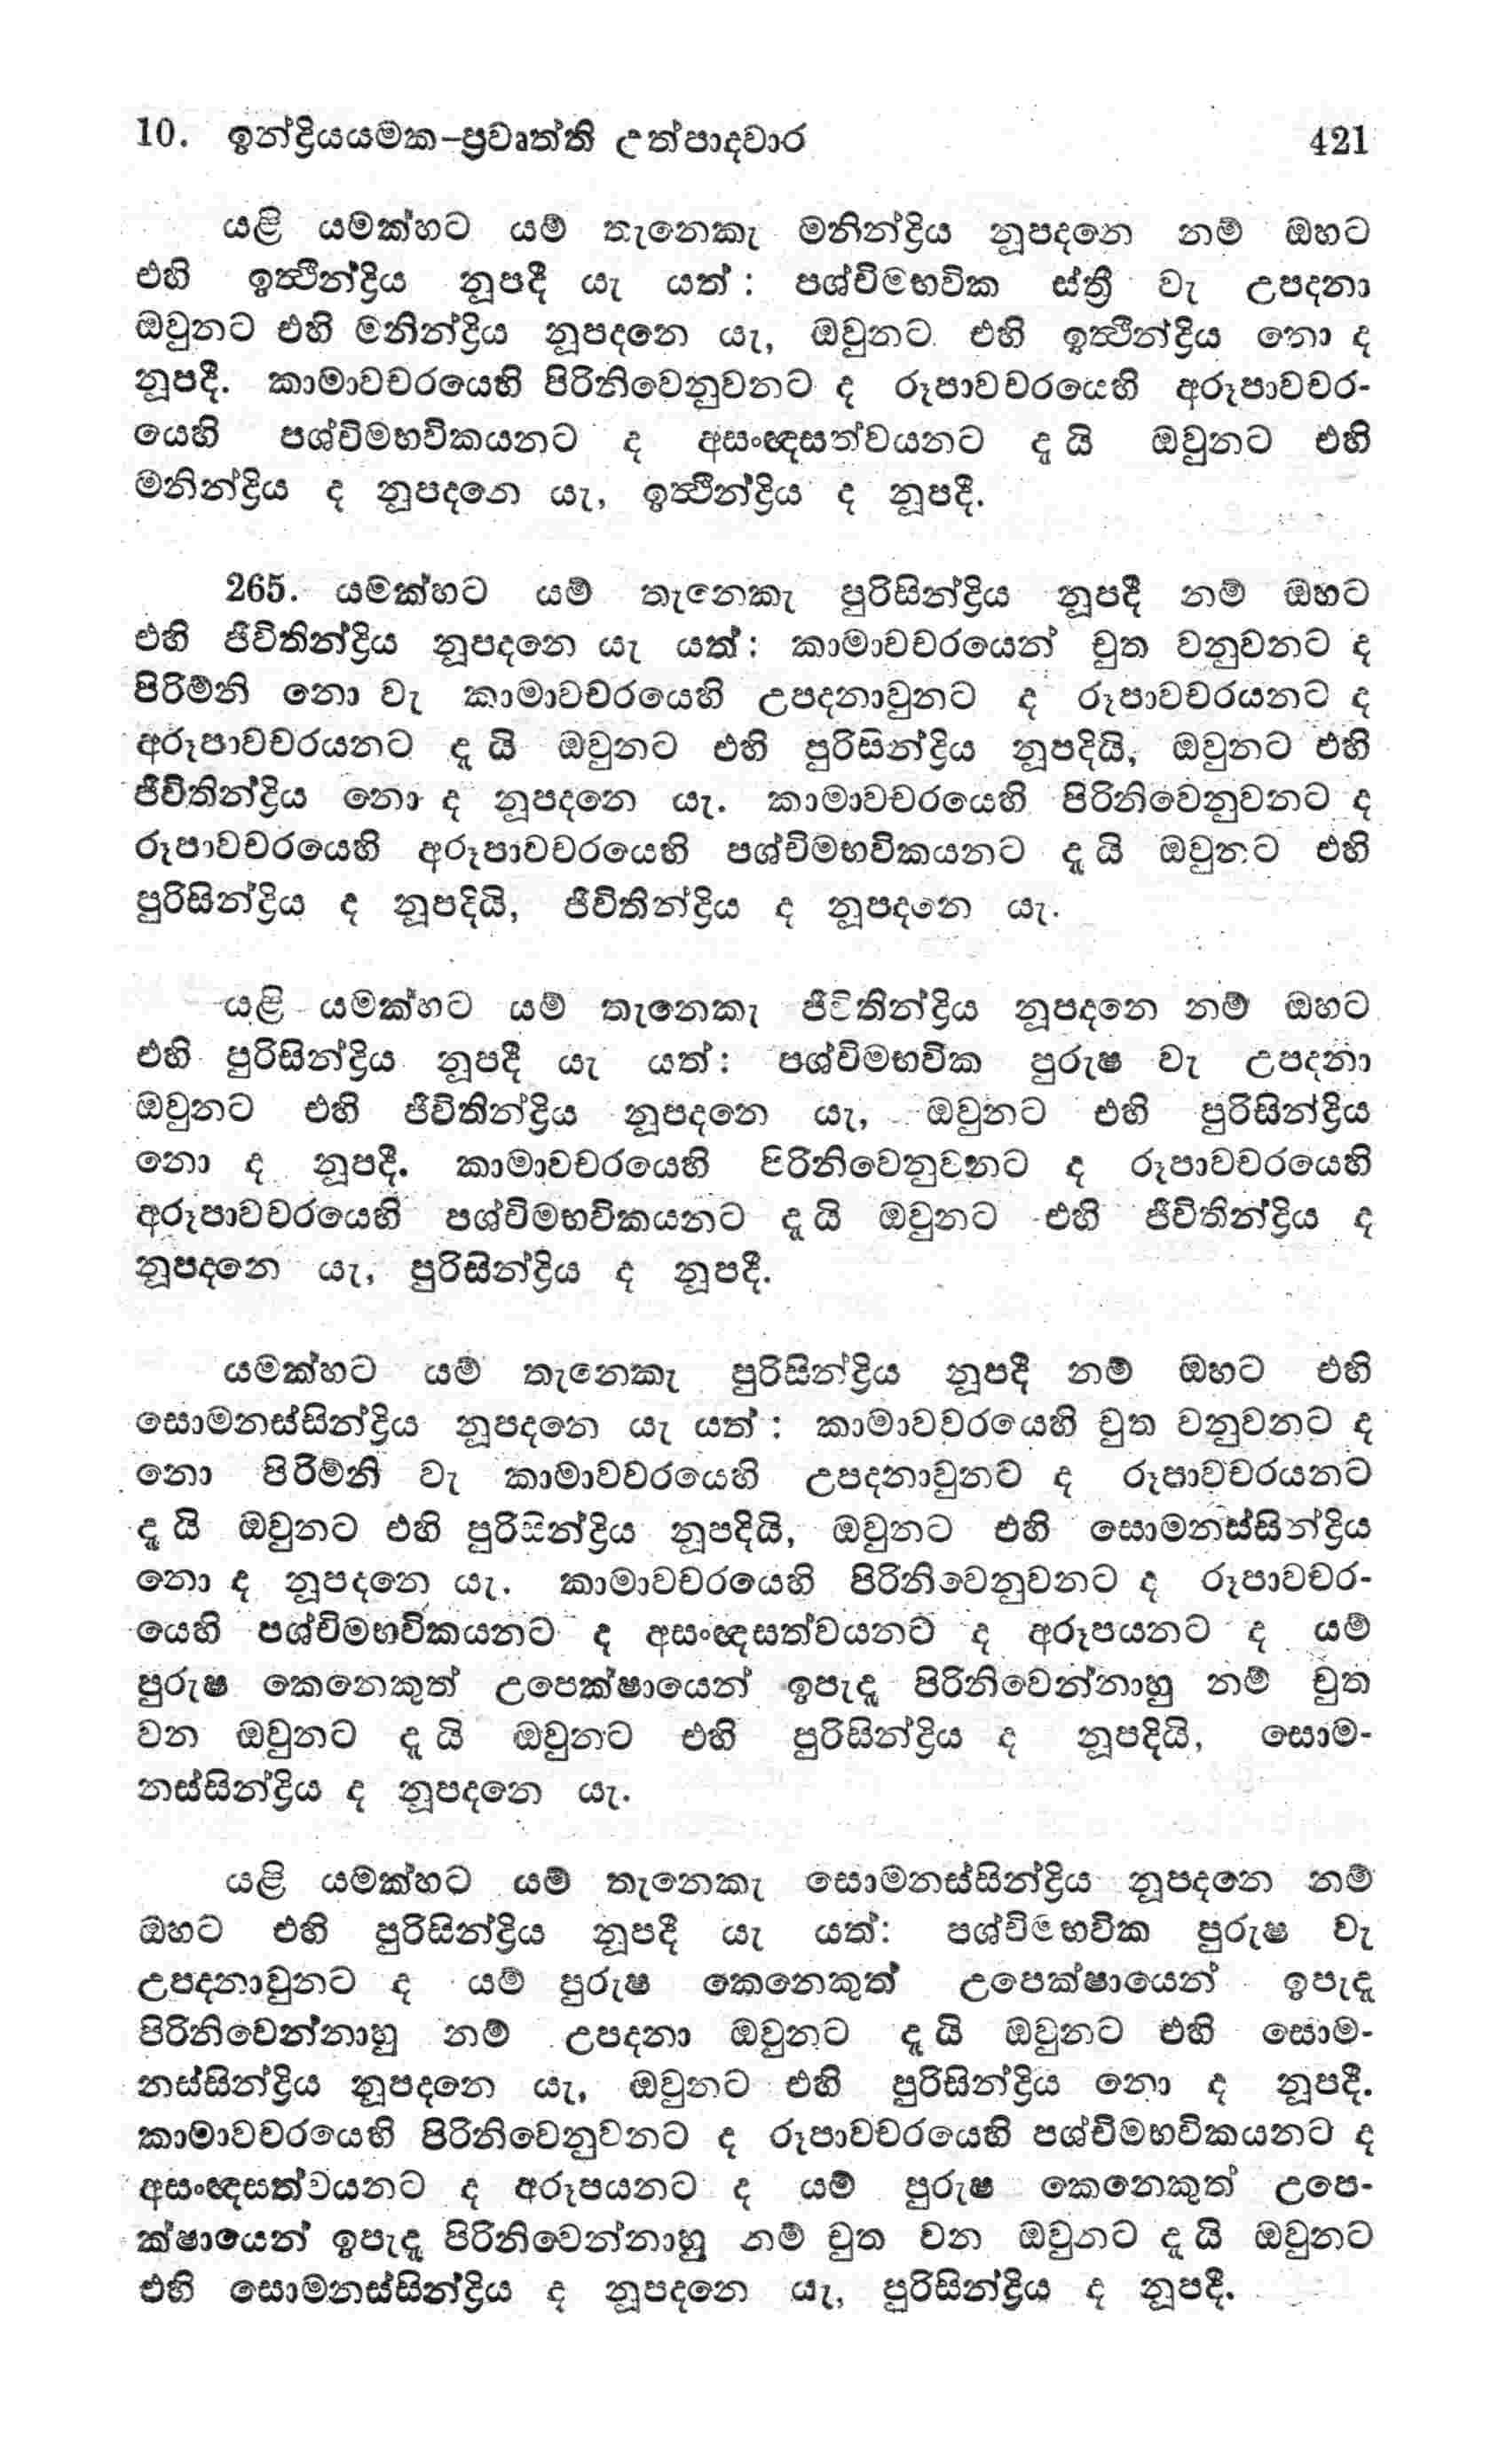 10. ඉන්ද්‍රියයමක-ප්‍රවෘත්ති උත්පාදවාර 421
යළි යමක්හට යම් තැනෙකැ මනින්ද්‍රිය නූපදනෙ නම් ඔහට
එහි ඉත්‍ථින්ද්‍රිය නූපදී යැ යත් : පශ්චිමභවික ස්ත්‍රී වැ උපදනා
ඔවුනට එහි මනින්ද්‍රිය නූපදනෙ යැ, ඔවුනට එහි ඉත්‍ථින්ද්‍රිය නො ද
නූපදී. කාමාවචරයෙහි පිරිනිවෙනුවනට ද රූපාවචරයෙහි අරූපාවචර-
යෙහි පශ්චිමභවිකයනට ද අසංඥසත්වයනට දැ යි ඔවුනට එහි
මනින්ද්‍රිය ද නූපදනෙ යැ, ඉත්‍ථින්ද්‍රිය ද නූපදී.
265. යමක්හට යම් තැනෙකැ පුරිසින්ද්‍රිය නූපදී නම් ඔහට
එහි ජීවිතින්ද්‍රිය නූපදනෙ යැ යත් : කාමාවචරයෙන් චුත වනුවනට ද
පිරිම්නි නො වැ කාමාවචරයෙහි උපදනාවුනට ද රූපාවචරයනට ද
අරූපාවචරයනට දැ යි ඔවුනට එහි පුරිසින්ද්‍රිය නූපදියි, ඔවුනට එහි
ජීවිතින්ද්‍රිය නො ද නූපදනෙ යැ. කාමාවචරයෙහි පිරිනිවෙනුවනට ද
රූපාවචරයෙහි අරූපාවචරයෙහි පශ්චිමභවිකයනට දැ යි ඔවුනට එහි
පුරිසින්ද්‍රිය ද නූපදියි, ජීවිතින්ද්‍රිය ද නූපදනෙ යැ.
යළි යමක්හට යම් තැනෙකැ ජීවිතින්ද්‍රිය නූපදනෙ නම් ඔහට
එහි පුරිසින්ද්‍රිය නූපදී යැ යත් : පශ්චිමභවික පුරුෂ වැ උපදනා
ඔවුනට එහි ජීවිතින්ද්‍රිය නූපදනෙ යැ, ඔවුනට එහි පුරිසින්ද්‍රිය
නො ද නූපදී. කාමාවචරයෙහි පිරිනිවෙනුවනට ද රූපාවචරයෙහි
අරූපාවචරයෙහි පශ්චිමභවිකයනට දැ යි ඔවුනට එහි ජීවිතින්ද්‍රිය ද
නූපදනෙ යැ, පුරිසින්ද්‍රිය ද නූපදී.
යමක්හට යම් තැනෙකැ පුරිසින්ද්‍රිය නූපදී නම් ඔහට එහි
සොමනස්සින්ද්‍රිය නූපදනෙ යැ යත් : කාමාවචරයෙහි චුත වනුවනට ද
නො පිරිම්නි වැ කාමාවචරයෙහි උපදනාවුනට ද රූපාවචරයනට
දැ යි ඔවුනට එහි පුරිසින්ද්‍රිය නූපදියි, ඔවුනට එහි සොමනස්සින්ද්‍රිය
නො ද නූපදනෙ යැ. කාමාවචරයෙහි පිරිනිවෙනුවනට ද රූපාවචර-
යෙහි පශ්චිමභවිකයනට ද අසංඥසත්වයනට ද අරූපයනට ද යම්
පුරුෂ කෙනෙකුත් උපෙක්ෂායෙන් ඉපැදැ පිරිනිවෙන්නාහු නම් චුත
වන ඔවුනට දැ යි ඔවුනට එහි පුරිසින්ද්‍රිය ද නූපදියි, සොම-
නස්සින්ද්‍රිය ද නූපදනෙ යැ.
යළි යමක්හට යම් තැනෙකැ සොමනස්සින්ද්‍රිය නූපදනෙ නම්
ඔහට එහි පුරිසින්ද්‍රිය නූපදී යැ යත්: පශ්චිමභවික පුරුෂ වැ
උපදනාවුනට ද යම් පුරුෂ කෙනෙකුත් උපෙක්ෂායෙන් ඉපැදැ
පිරිනිවෙන්නාහු නම් උපදනා ඔවුනට දැ යි ඔවුනට එහි සොම-
නස්සින්ද්‍රිය නූපදනෙ යැ, ඔවුනට එහි පුරිසින්ද්‍රිය නො ද නූපදී.
කාමාවචරයෙහි පිරිනිවෙනුවනට ද රූපාවචරයෙහි පශ්චිමභවිකයනට ද
අසංඥසත්වයනට ද අරූපයනට ද යම් පුරුෂ කෙනෙකුත් උපෙ-
ක්ෂායෙන් ඉපැදැ පිරිනිවෙන්නාහු නම් චුත වන ඔවුනට දැ යි ඔවුනට
එහි සොමනස්සින්ද්‍රිය ද නූපදනෙ යැ, පුරිසින්ද්‍රිය ද නූපදී.